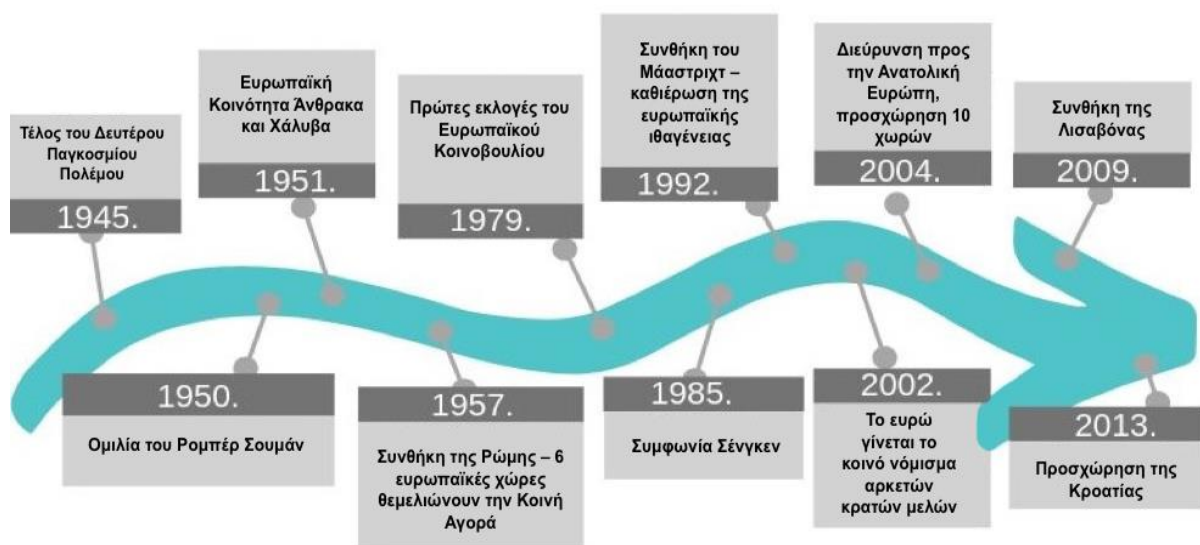 Τέλος του Δευτέρου
Παγκοσμίου
Πολέμου
1945.
Ομιλία του Ρομπέρ Σουμάν
1950.
Ευρωπαϊκή
Κοινότητα Άνθρακα
και Χάλυβα
1951.
1957.
Συνθήκη της Ρώμης – 6
ευρωπαϊκές χώρες
θεμελιώνουν την Κοινή
Αγορά
Πρώτες εκλογές του
Ευρωπαϊκού
Κοινοβουλίου
1979.
1985.
Συμφωνία Σένγκεν
Συνθήκη του
Μάαστριχτ –
καθιέρωση της
ευρωπαϊκής
ιθαγένειας
1992.
2002.
Το ευρώ
γίνεται το
κοινό νόμισμα
αρκετών
κρατών μελών
Διεύρυνση προς
την Ανατολική
Ευρώπη,
προσχώρηση 10
χωρών
2004.
Συνθήκη της
Λισαβόνας
2009.
2013.
Προσχώρηση της
Κροατίας